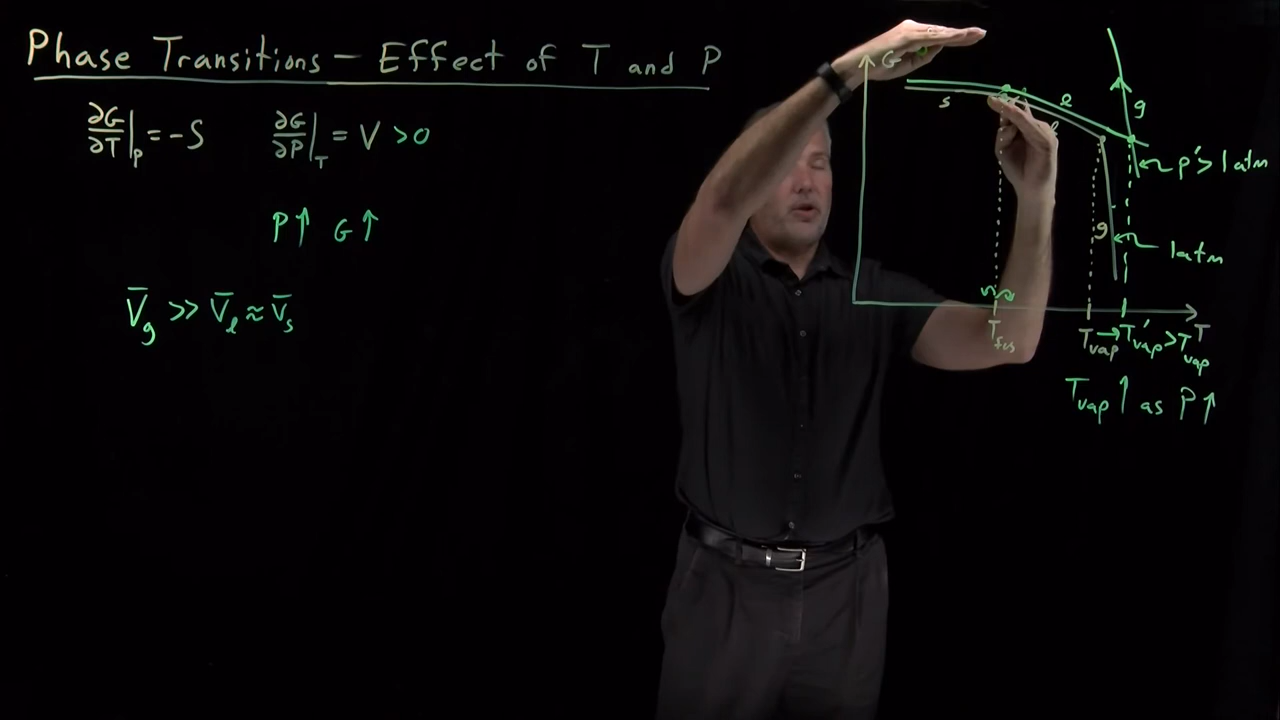 Phase Transitions – Effect of T and P
∂G/∂T|P = -S    ∂G/∂P|T = V > 0
P↑ G↑
V̄g >> V̄ℓ ≈ V̄s
G
s
ℓ
g
ℓ
P' > 1 atm
g
1 atm
Tfus
Tvap → T'vap > Tvap
T
Tvap ↑ as P↑